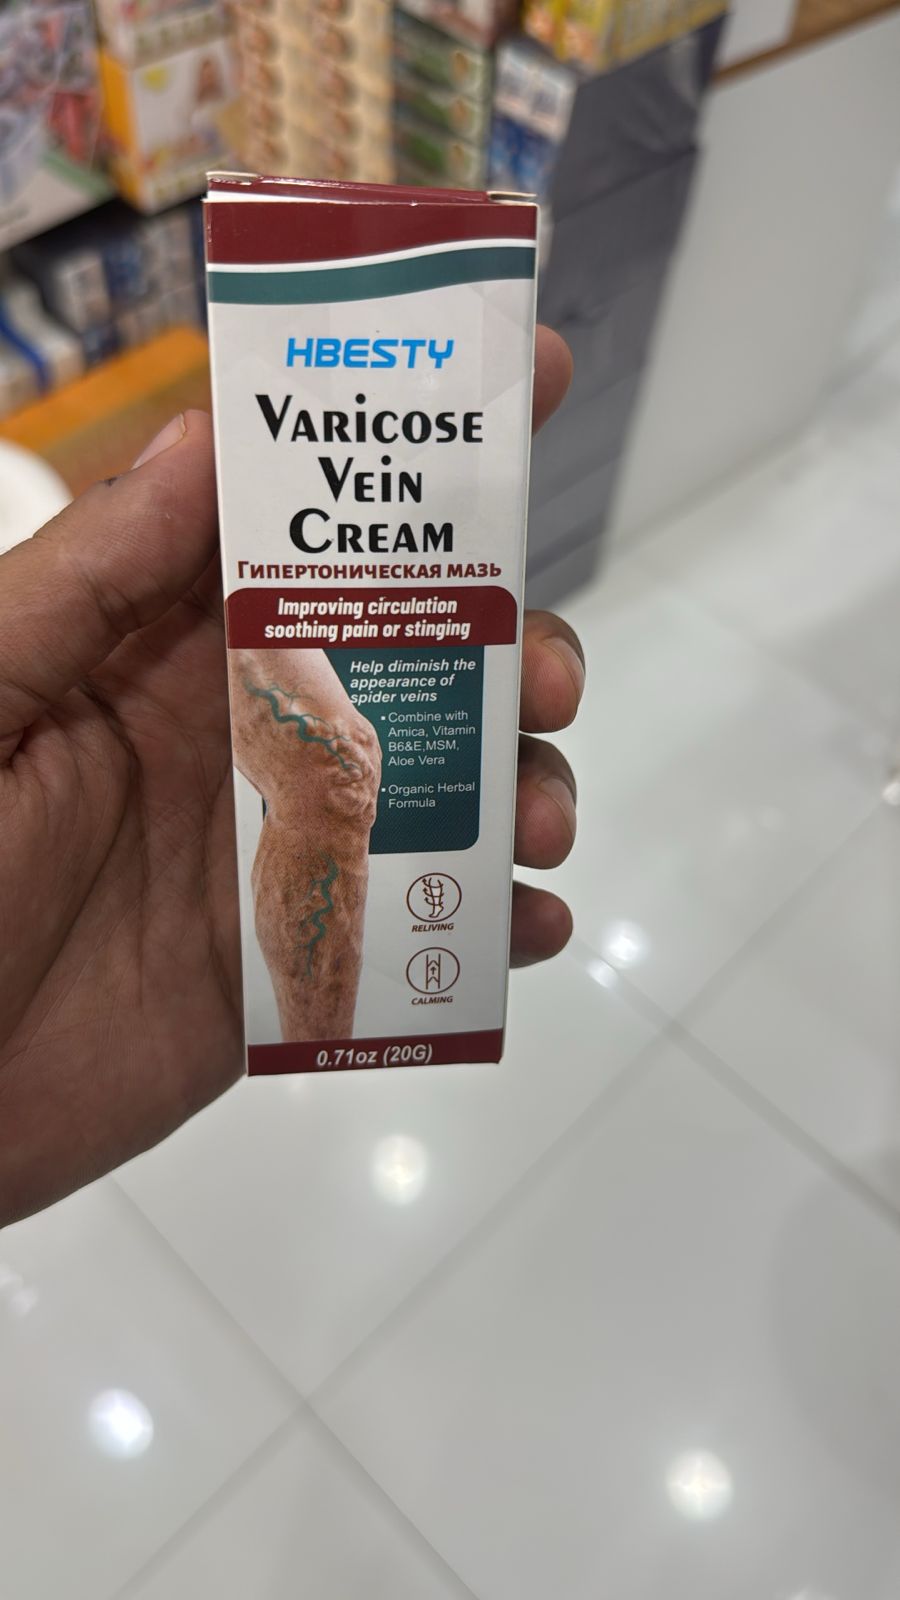 HBESTY
VARiCOSE
VEiN
CREAM
ГИПЕРТОНИЧЕСКАЯ МАЗЬ
Improving circulation
soothing pain or stinging
Help diminish the
appearance of
spider veins
▪ Combine with
Amica, Vitamin
B6&E,MSM,
Aloe Vera
▪ Organic Herbal
Formula
RELIVING
CALMING
0.71oz (20G)